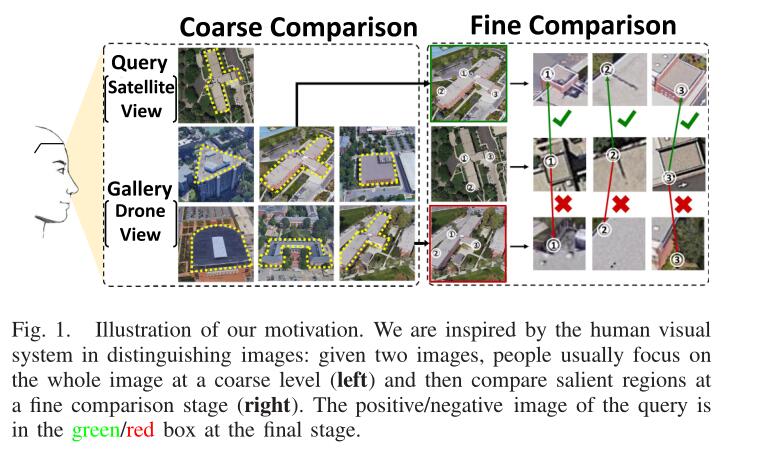 Coarse Comparison
Fine Comparison
Query
Satellite
View
Gallery
Drone
View
① ② ③
① ② ③
① ② ③
① ② ③
① ② ③
① ② ③
Fig. 1. Illustration of our motivation. We are inspired by the human visual
system in distinguishing images: given two images, people usually focus on
the whole image at a coarse level (left) and then compare salient regions at
a fine comparison stage (right). The positive/negative image of the query is
in the green/red box at the final stage.